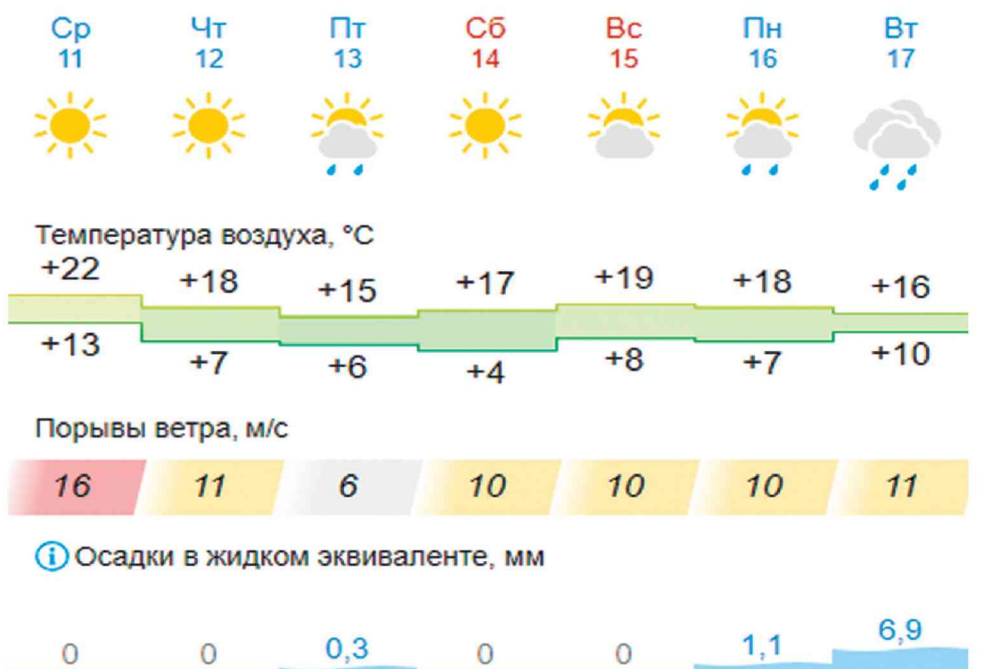 Ср Чт Пт Сб Вс Пн Вт
11 12 13 14 15 16 17
Температура воздуха, °C
+22 +18 +15 +17 +19 +18 +16
+13 +7 +6 +4 +8 +7 +10
Порывы ветра, м/с
16 11 6 10 10 10 11
i Осадки в жидком эквиваленте, мм
0 0 0,3 0 0 1,1 6,9